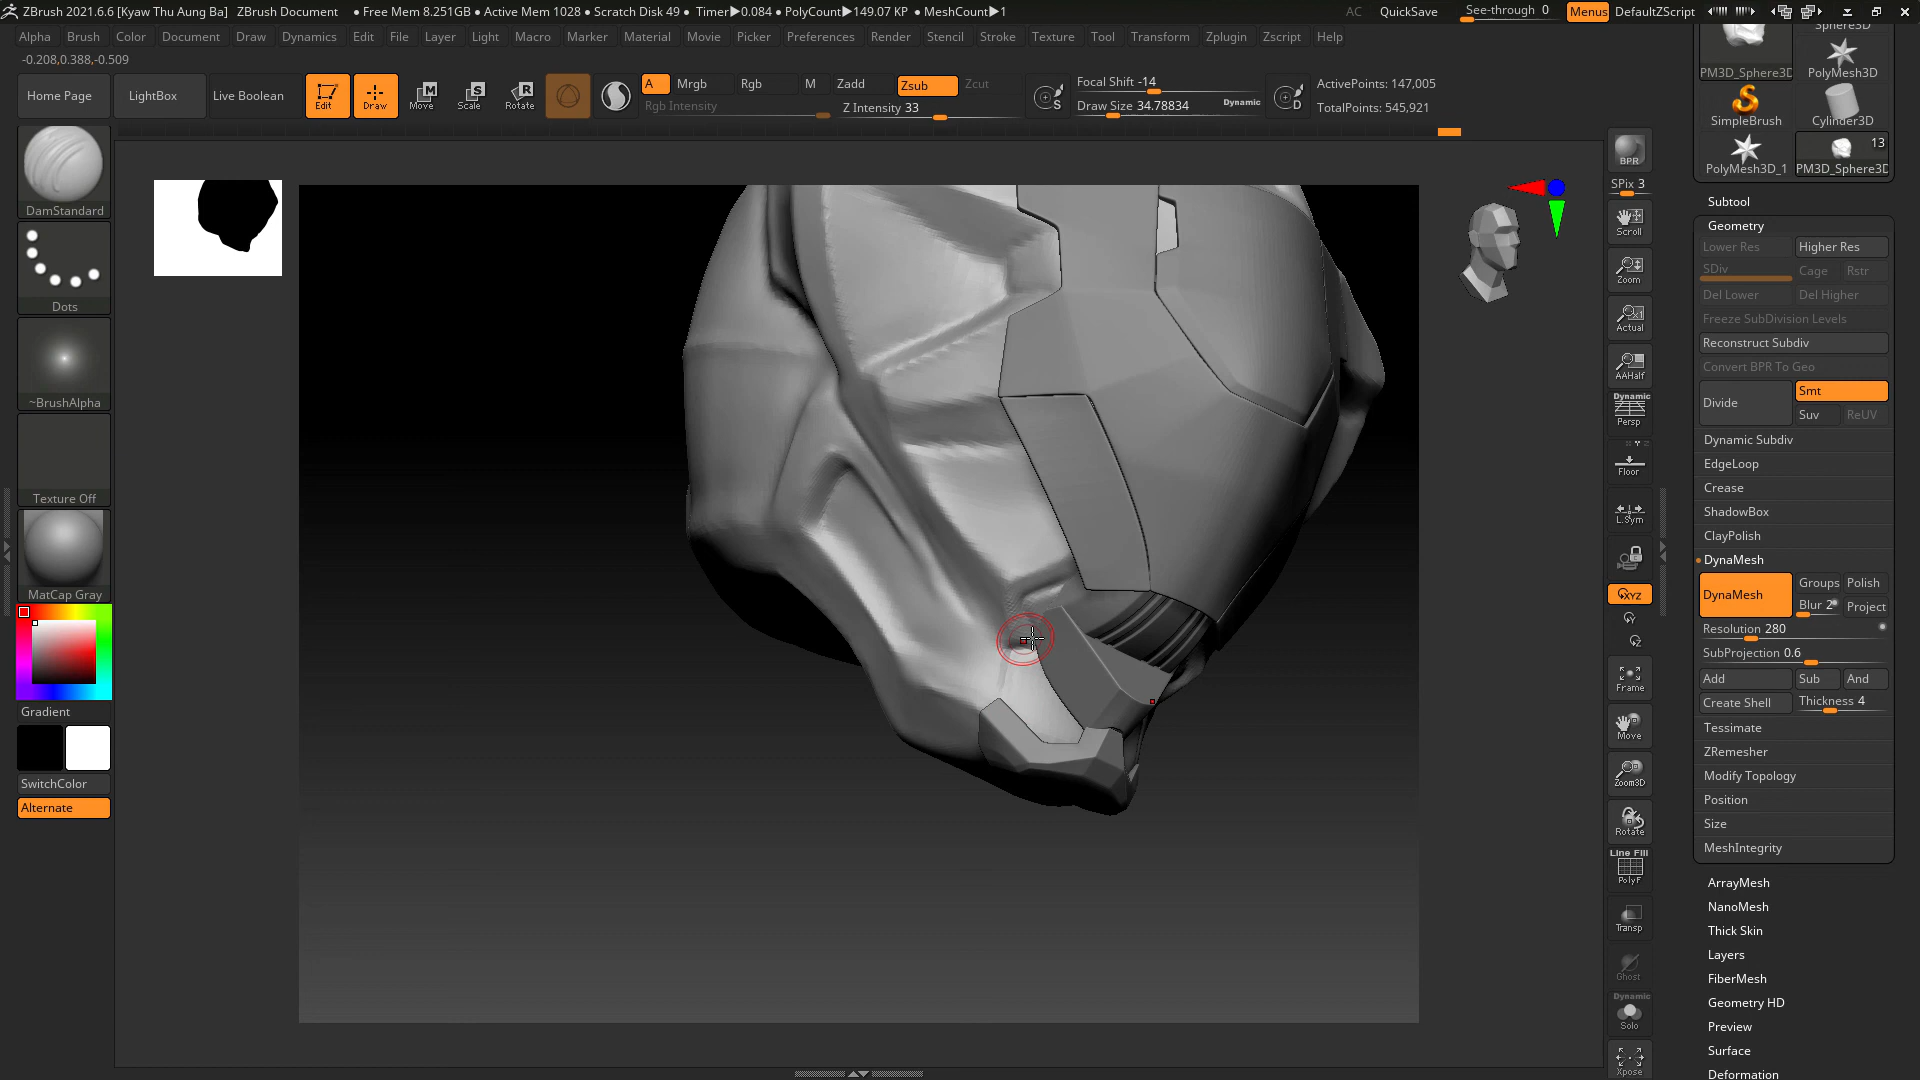 ZBrush 2021.6.6 [Kyaw Thu Aung Ba] ZBrush Document • Free Mem 8.251GB • Active Mem 1028 • Scratch Disk 49 • Timer▶0.084 • PolyCount▶149.07 KP • MeshCount▶1 AC QuickSave See-through 0 Menus DefaultZScript
Alpha Brush Color Document Draw Dynamics Edit File Layer Light Macro Marker Material Movie Picker Preferences Render Stencil Stroke Texture Tool Transform Zplugin Zscript Help
-0.208,0.388,-0.509
Home Page LightBox Live Boolean Edit Draw Move Scale Rotate A Mrgb Rgb M Zadd Zsub Zcut
Rgb Intensity Z Intensity 33
S Focal Shift -14
Draw Size 34.78834 Dynamic D
ActivePoints: 147,005
TotalPoints: 545,921
DamStandard
Dots
~BrushAlpha
Texture Off
MatCap Gray
Gradient
SwitchColor
Alternate
BPR
SPix 3
Scroll
Zoom
Actual
AAHalf
Dynamic
Persp
Floor
L.Sym
XYZ
Frame
Move
Zoom3D
Rotate
Line Fill
PolyF
Transp
Ghost
Dynamic
Solo
Xpose
Sphere3D
PM3D_Sphere3D PolyMesh3D
SimpleBrush Cylinder3D
13
PolyMesh3D_1 PM3D_Sphere3D
Subtool
Geometry
Lower Res Higher Res
SDiv Cage Rstr
Del Lower Del Higher
Freeze SubDivision Levels
Reconstruct Subdiv
Convert BPR To Geo
Divide Smt
Suv ReUV
Dynamic Subdiv
EdgeLoop
Crease
ShadowBox
ClayPolish
DynaMesh
DynaMesh Groups Polish
Blur 2 Project
Resolution 280
SubProjection 0.6
Add Sub And
Create Shell Thickness 4
Tessimate
ZRemesher
Modify Topology
Position
Size
MeshIntegrity
ArrayMesh
NanoMesh
Thick Skin
Layers
FiberMesh
Geometry HD
Preview
Surface
Deformation